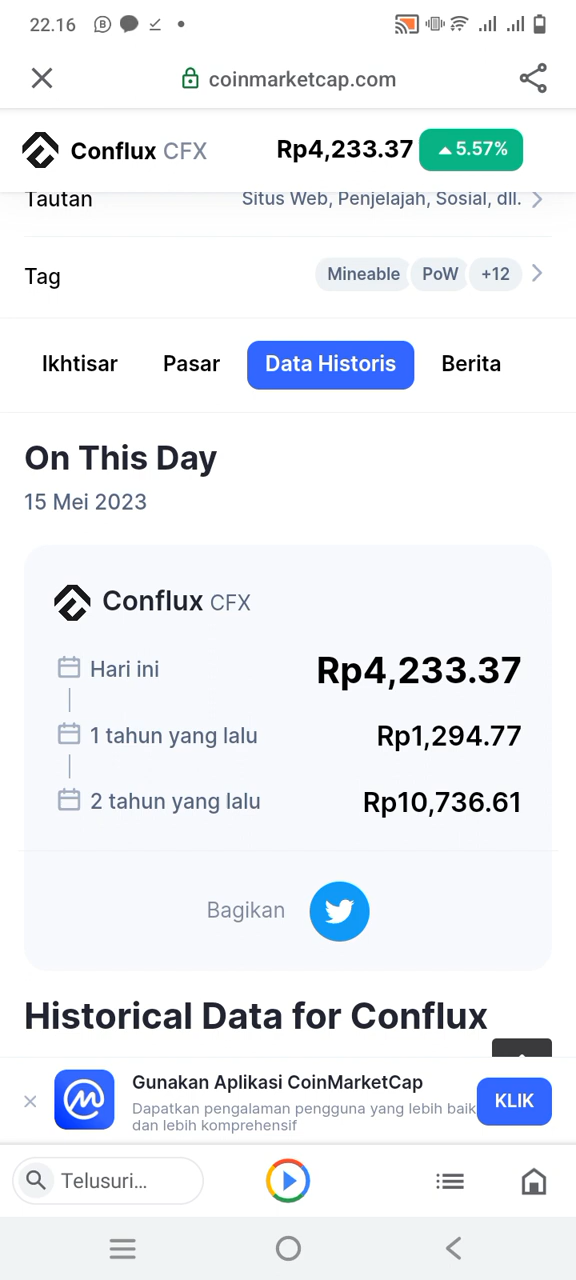 22.16
coinmarketcap.com
Conflux CFX Rp4,233.37 5.57%
Tautan Situs Web, Penjelajah, Sosial, dll.
Tag Mineable PoW +12
Ikhtisar Pasar Data Historis Berita
On This Day
15 Mei 2023
Conflux CFX
Hari ini Rp4,233.37
1 tahun yang lalu Rp1,294.77
2 tahun yang lalu Rp10,736.61
Bagikan
Historical Data for Conflux
Gunakan Aplikasi CoinMarketCap
Dapatkan pengalaman pengguna yang lebih baik
dan lebih komprehensif
KLIK
Telusuri...